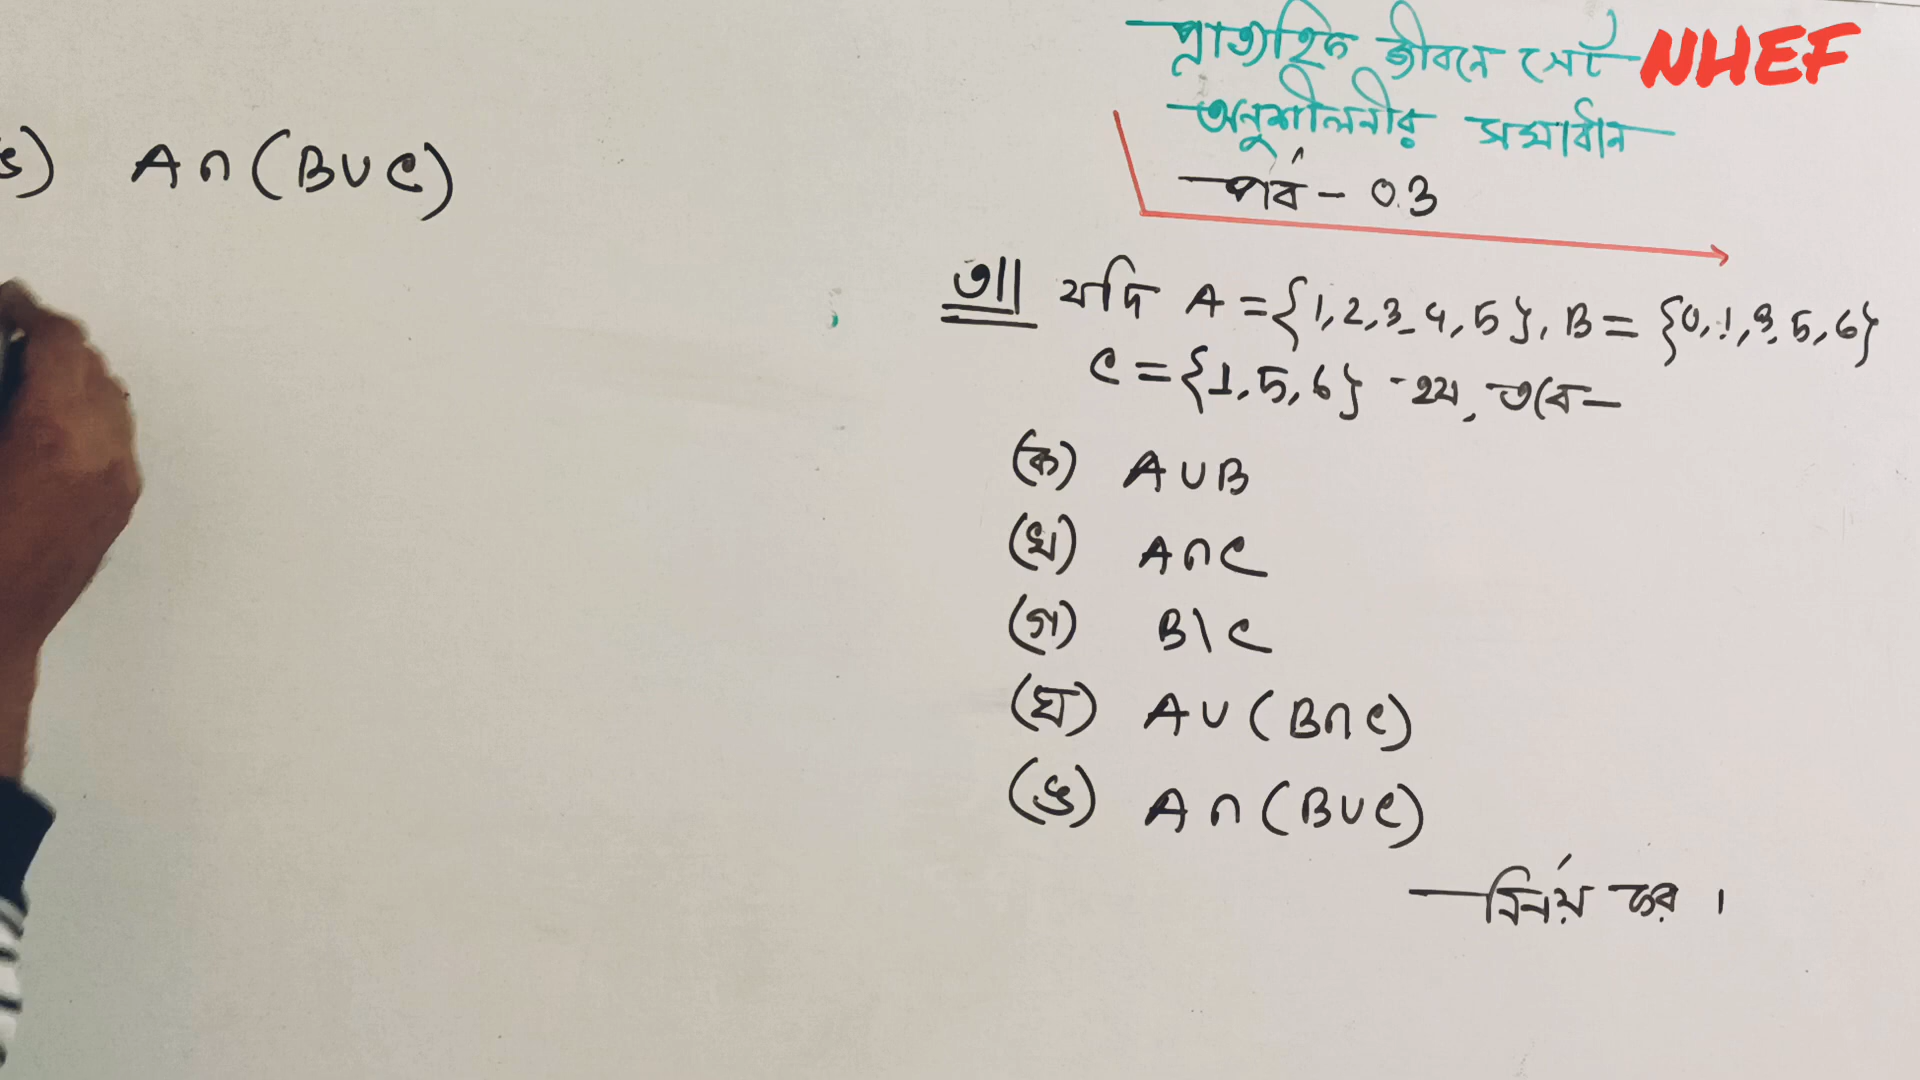 প্রাত্যহিক জীবনে সেট NHEF
অনুশীলনীর সমাধান
পর্ব - 03
ঙ) A∩(B∪C)
৩॥ যদি A = {1,2,3,4,5}, B = {0,1,3,5,6}
C = {1,5,6} হয়, তবে—
(ক) A∪B
(খ) A∩C
(গ) B\C
(ঘ) A∪(B∩C)
(ঙ) A∩(B∪C)
—নির্নয় কর ।